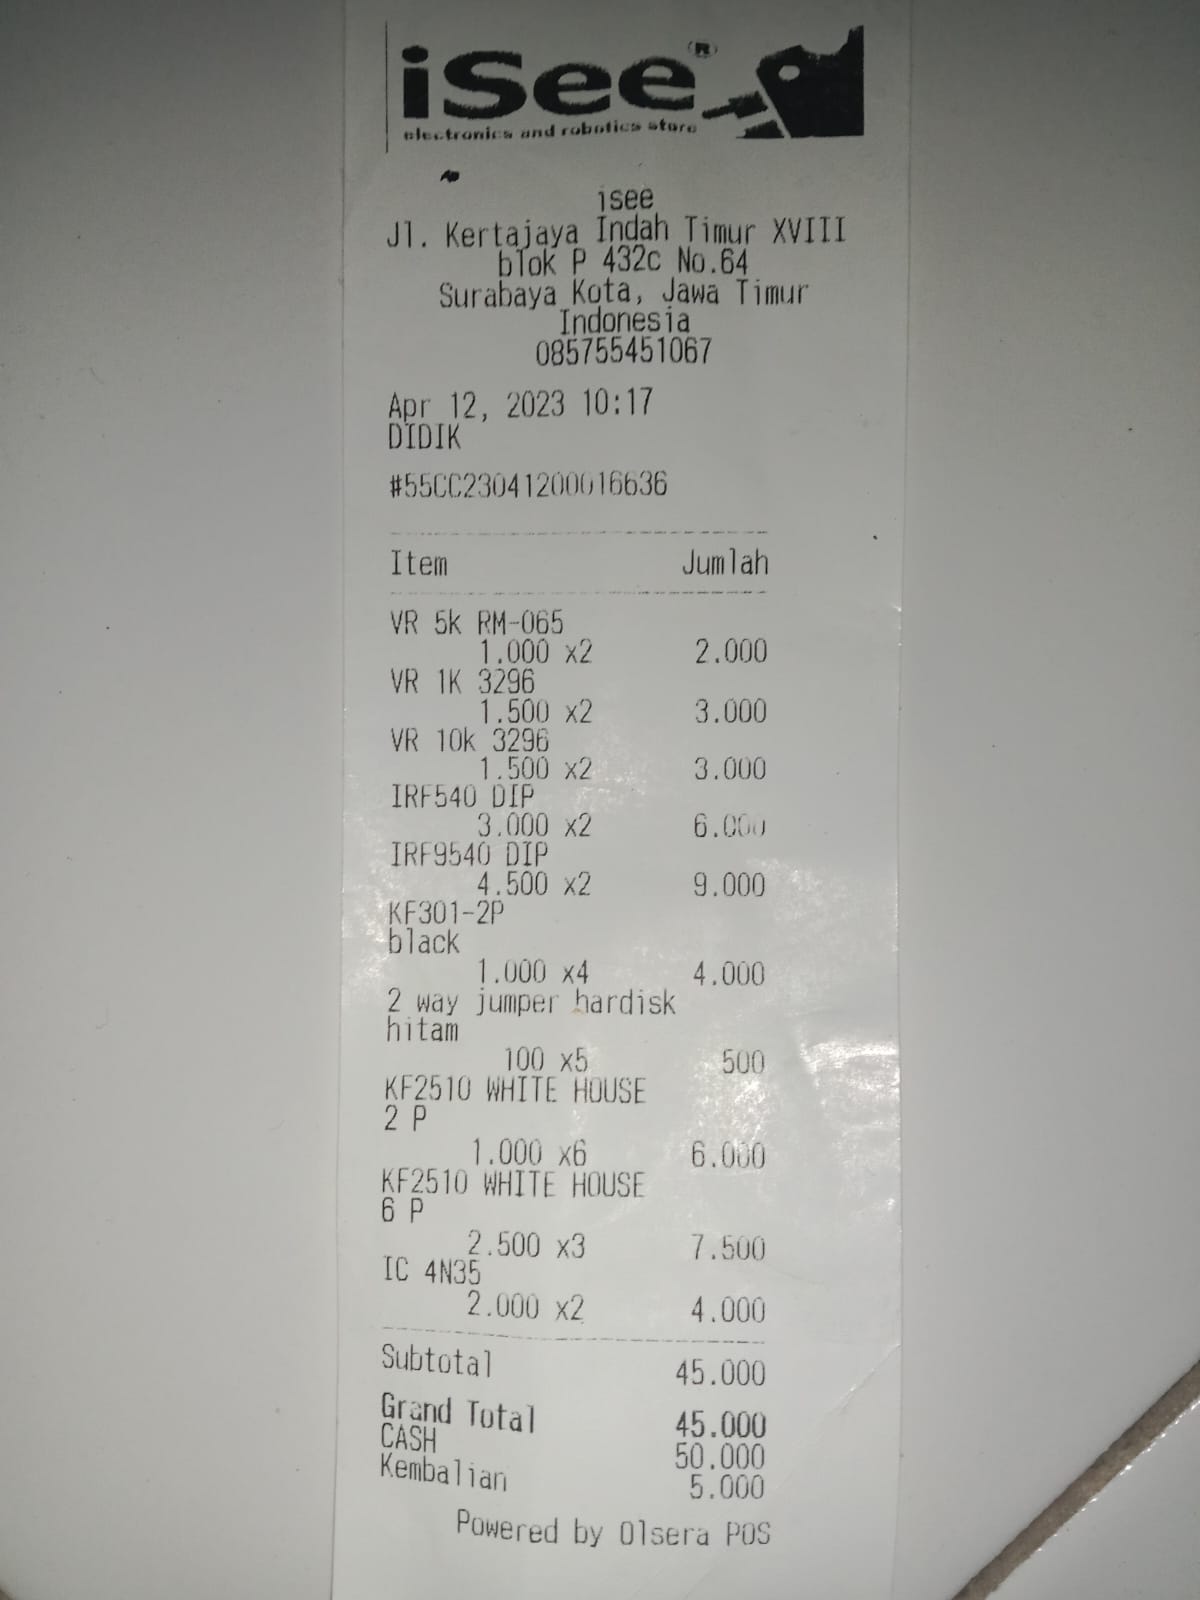 iSee®
electronics and robotics store
isee
Jl. Kertajaya Indah Timur XVIII
blok P 432c No.64
Surabaya Kota, Jawa Timur
Indonesia
085755451067
Apr 12, 2023 10:17
DIDIK
#55CC23041200016636
Item Jumlah
VR 5k RM-065
1.000 x2 2.000
VR 1K 3296
1.500 x2 3.000
VR 10k 3296
1.500 x2 3.000
IRF540 DIP
3.000 x2 6.000
IRF9540 DIP
4.500 x2 9.000
KF301-2P
black
1.000 x4 4.000
2 way jumper hardisk
hitam
100 x5 500
KF2510 WHITE HOUSE
2 P
1.000 x6 6.000
KF2510 WHITE HOUSE
6 P
2.500 x3 7.500
IC 4N35
2.000 x2 4.000
Subtotal 45.000
Grand Total 45.000
CASH 50.000
Kembalian 5.000
Powered by Olsera POS